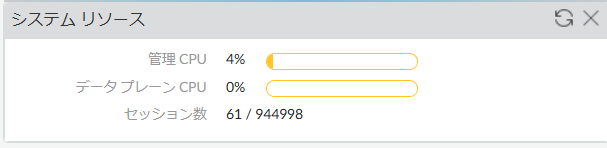 システム リソース
管理 CPU 4%
データ プレーン CPU 0%
セッション数 61 / 944998